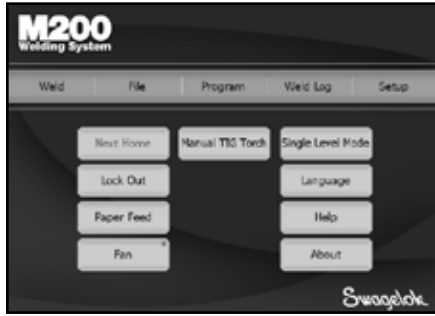 M200
Welding System
Weld File Program Weld Log Setup
Next Home Manual TIG Torch Single Level Mode
Lock Out Language
Paper Feed Help
Fan About
Swagelok